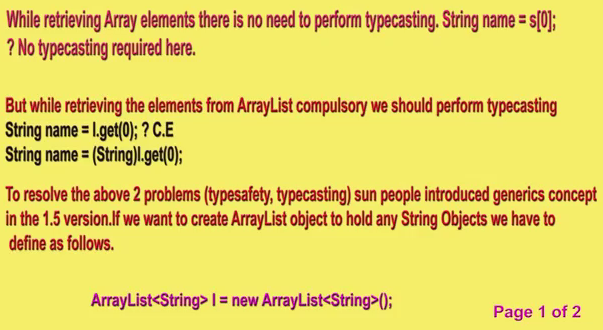 While retrieving Array elements there is no need to perform typecasting. String name = s[0];
? No typecasting required here.
But while retrieving the elements from ArrayList compulsory we should perform typecasting
String name = l.get(0); ? C.E
String name = (String)l.get(0);
To resolve the above 2 problems (typesafety, typecasting) sun people introduced generics concept
in the 1.5 version.If we want to create ArrayList object to hold any String Objects we have to
define as follows.
ArrayList<String> l = new ArrayList<String>();
Page 1 of 2